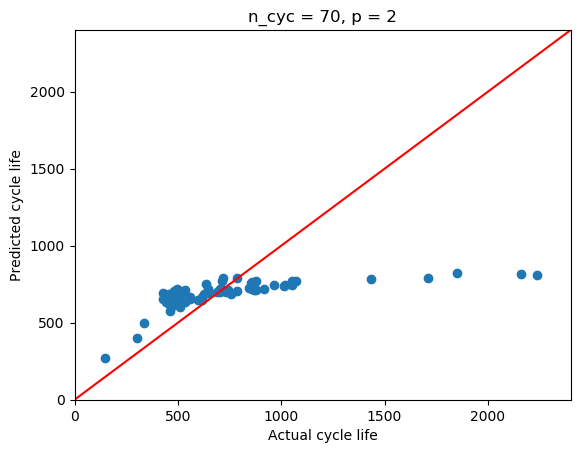 n_cyc = 70, p = 2
Predicted cycle life
2000
1500
1000
500
0
0 500 1000 1500 2000
Actual cycle life